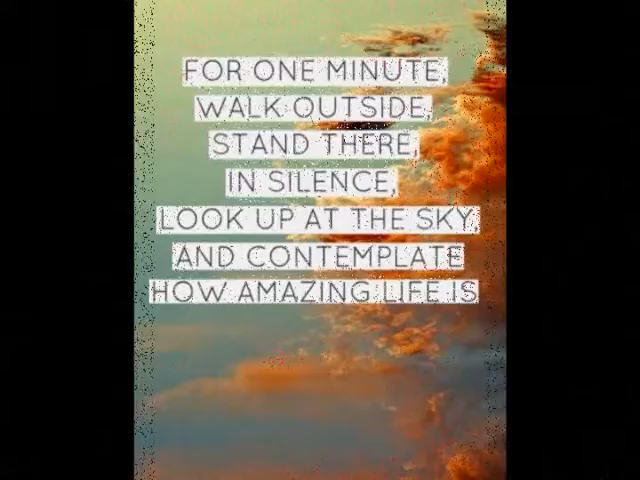 FOR ONE MINUTE,
WALK OUTSIDE,
STAND THERE,
IN SILENCE,
LOOK UP AT THE SKY
AND CONTEMPLATE
HOW AMAZING LIFE IS